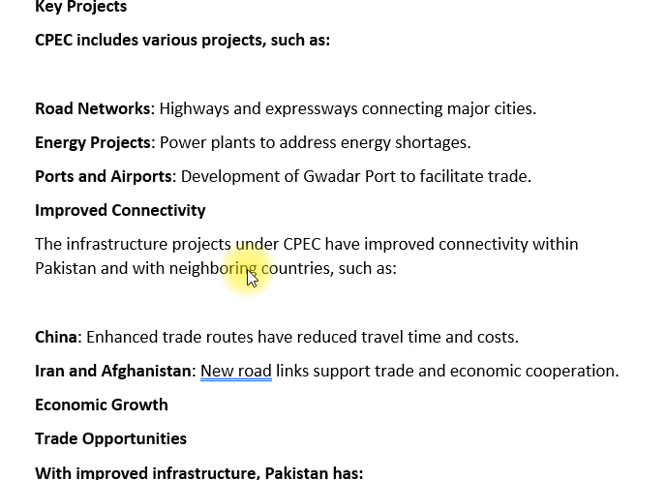 Key Projects
CPEC includes various projects, such as:
Road Networks: Highways and expressways connecting major cities.
Energy Projects: Power plants to address energy shortages.
Ports and Airports: Development of Gwadar Port to facilitate trade.
Improved Connectivity
The infrastructure projects under CPEC have improved connectivity within
Pakistan and with neighboring countries, such as:
China: Enhanced trade routes have reduced travel time and costs.
Iran and Afghanistan: New road links support trade and economic cooperation.
Economic Growth
Trade Opportunities
With improved infrastructure, Pakistan has: